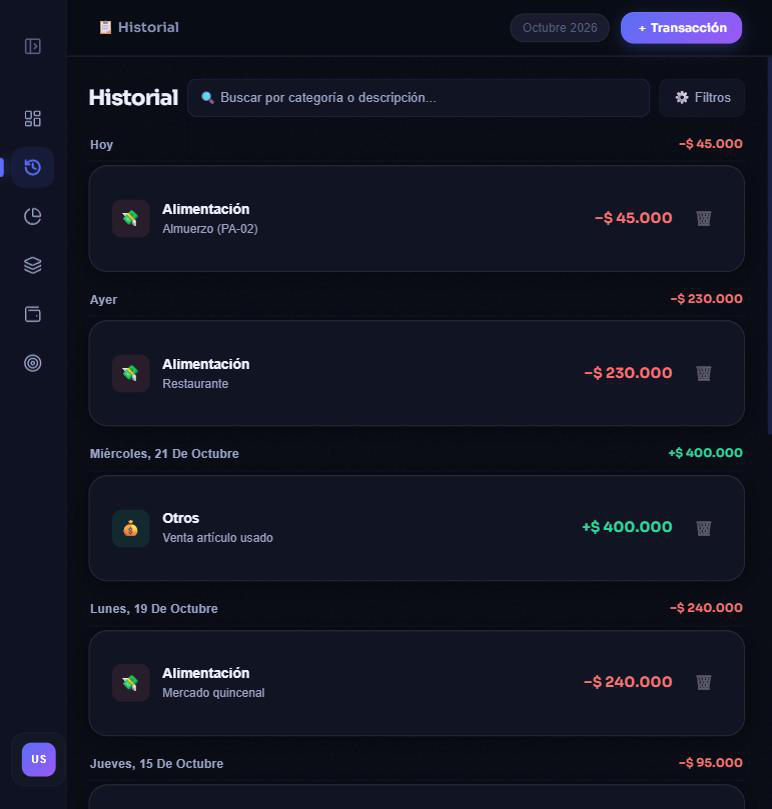 Historial
Octubre 2026
+ Transacción
Historial
Buscar por categoría o descripción...
Filtros
Hoy
−$ 45.000
Alimentación
−$ 45.000
Almuerzo (PA-02)
Ayer
−$ 230.000
Alimentación
−$ 230.000
Restaurante
Miércoles, 21 De Octubre
+$ 400.000
Otros
+$ 400.000
Venta artículo usado
Lunes, 19 De Octubre
−$ 240.000
Alimentación
−$ 240.000
Mercado quincenal
US
Jueves, 15 De Octubre
−$ 95.000